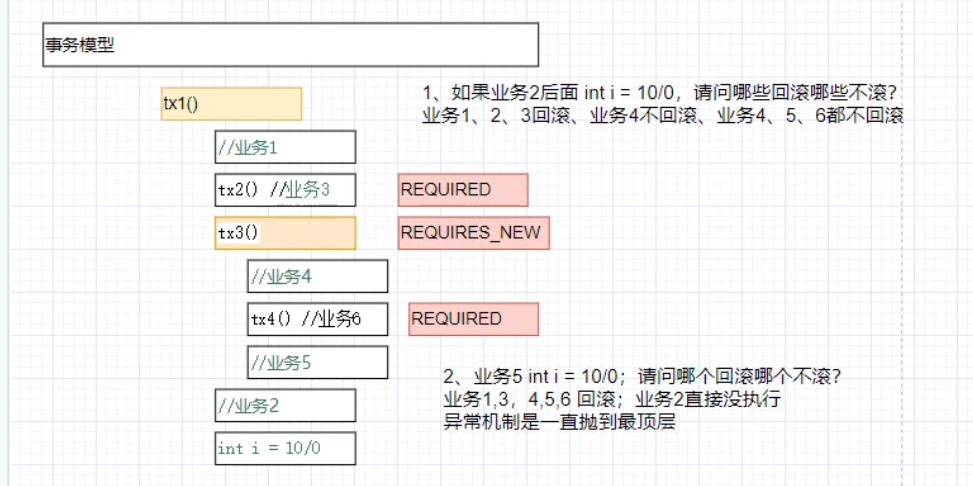 事务模型
tx1()
1、如果业务2后面 int i = 10/0，请问哪些回滚哪些不滚？
业务1、2、3回滚、业务4不回滚、业务4、5、6都不回滚
//业务1
tx2() //业务3
REQUIRED
tx3()
REQUIRES_NEW
//业务4
tx4() //业务6
REQUIRED
//业务5
2、业务5 int i = 10/0；请问哪个回滚哪个不滚？
业务1,3，4,5,6 回滚；业务2直接没执行
异常机制是一直抛到最顶层
//业务2
int i = 10/0